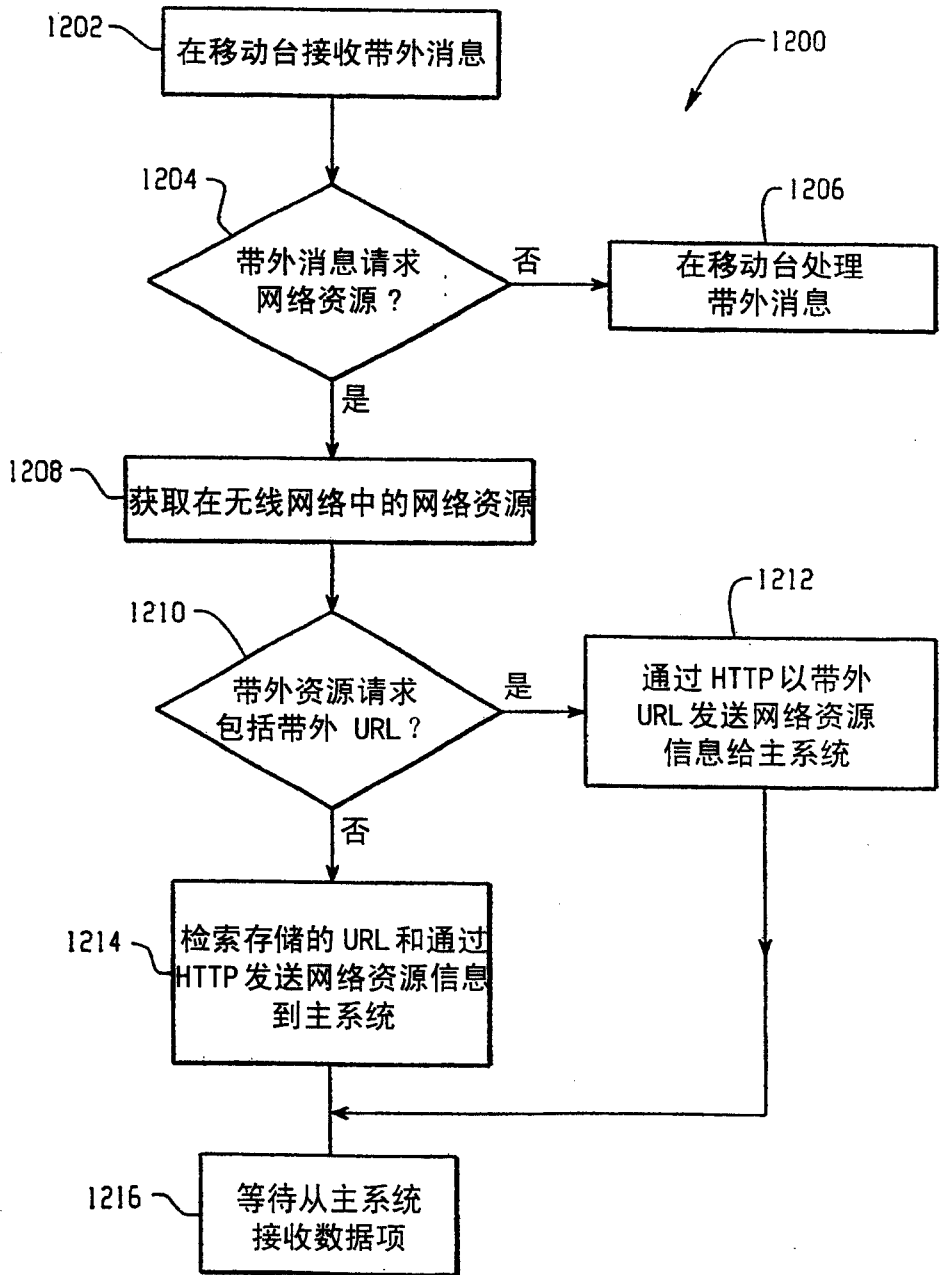 1202
在移动台接收带外消息
1200
1204
带外消息请求
网络资源？
否
1206
在移动台处理
带外消息
是
1208
获取在无线网络中的网络资源
1210
带外资源请求
包括带外 URL？
是
1212
通过 HTTP 以带外
URL 发送网络资源
信息给主系统
否
1214
检索存储的 URL 和通过
HTTP 发送网络资源信息
到主系统
1216
等待从主系统
接收数据项